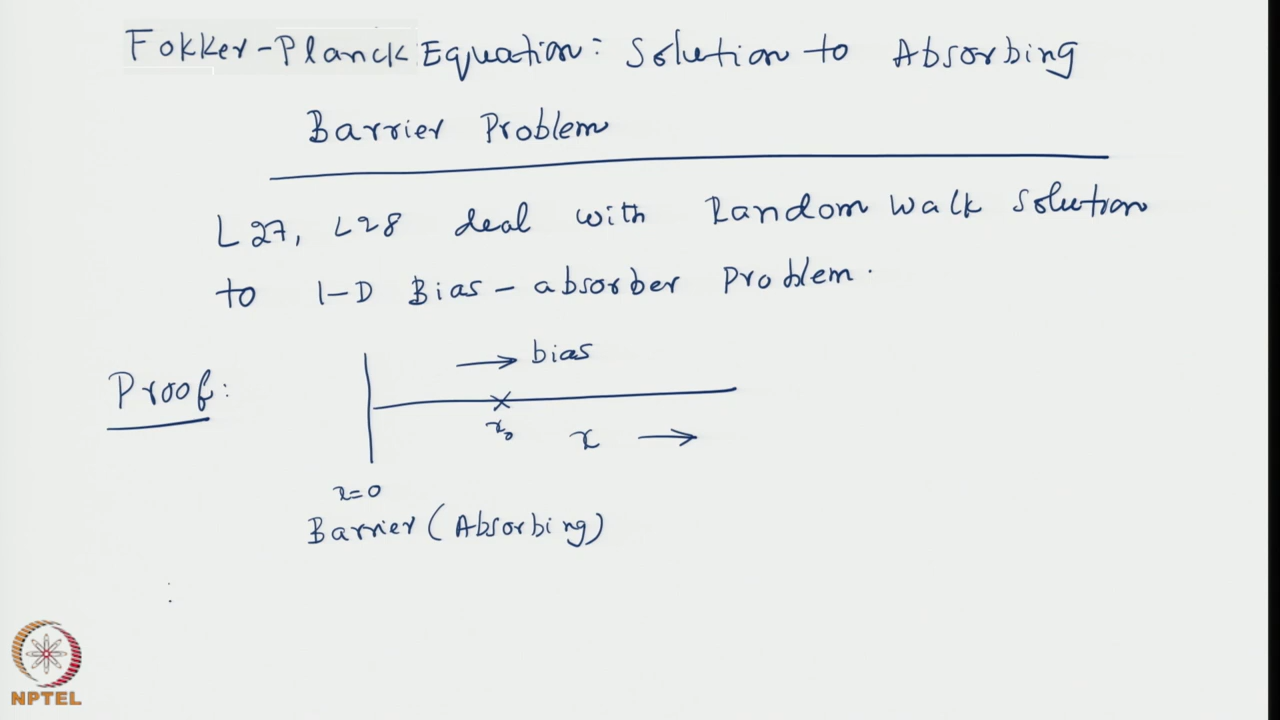 Fokker-Planck Equation: Solution to Absorbing
Barrier Problem
L27, L28 deal with Random Walk Solution
to 1-D Bias-absorber Problem.
→ bias
Proof:
x₀
x →
x=0
Barrier (Absorbing)
:
NPTEL